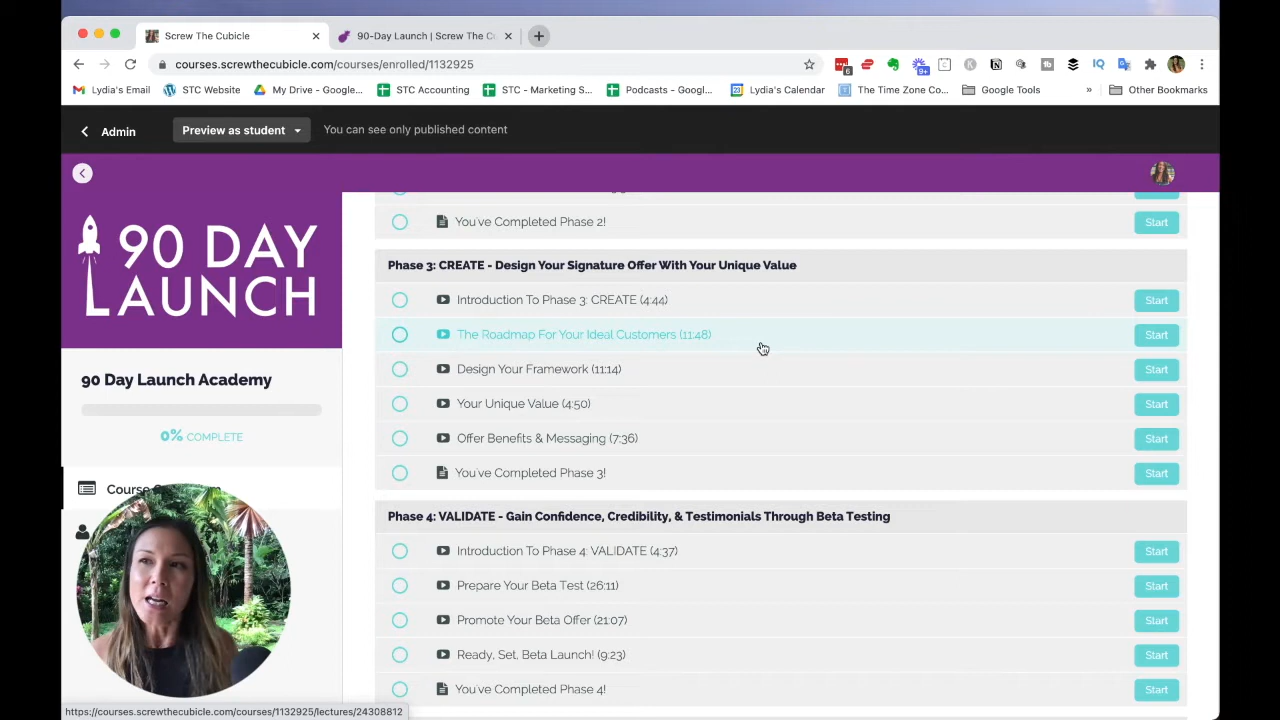 Screw The Cubicle
90-Day Launch | Screw The C
courses.screwthecubicle.com/courses/enrolled/1132925
6
9+
Lydia's Email
STC Website
My Drive - Google...
STC Accounting
STC - Marketing S...
Podcasts - Googl...
23
Lydia's Calendar
The Time Zone Co...
Google Tools
»
Other Bookmarks
Admin
Preview as student
You can see only published content
90 DAY
LAUNCH
90 Day Launch Academy
0% COMPLETE
You've Completed Phase 2!
Start
Phase 3: CREATE - Design Your Signature Offer With Your Unique Value
Introduction To Phase 3: CREATE (4:44)
Start
The Roadmap For Your Ideal Customers (11:48)
Start
Design Your Framework (11:14)
Start
Your Unique Value (4:50)
Start
Offer Benefits & Messaging (7:36)
Start
You've Completed Phase 3!
Start
Phase 4: VALIDATE - Gain Confidence, Credibility, & Testimonials Through Beta Testing
Introduction To Phase 4: VALIDATE (4:37)
Start
Prepare Your Beta Test (26:11)
Start
Promote Your Beta Offer (21:07)
Start
Ready, Set, Beta Launch! (9:23)
Start
You've Completed Phase 4!
Start
https://courses.screwthecubicle.com/courses/1132925/lectures/24308812